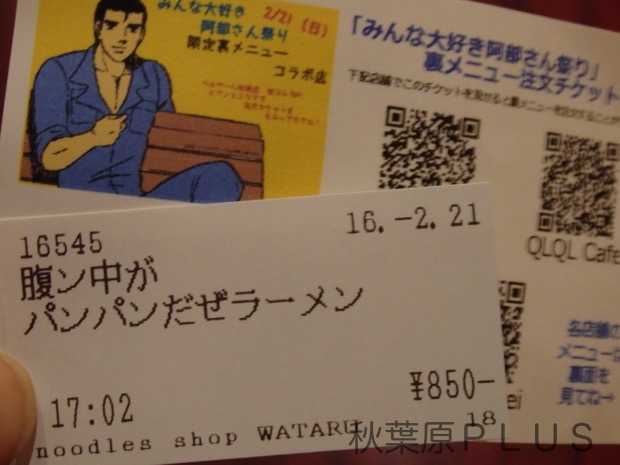 みんな大好き 2/21(日)
阿部さん祭り
限定裏メニュー
コラボ店
「みんな大好き阿部さん祭り」
裏メニュー注文チケット
QLQL Cafe
各店舗の
メニューは
裏面を
見てね→
ei
16545 16.-2.21
腹ン中が
パンパンだぜラーメン
¥850-
17:02 18
noodles shop WATARU
秋葉原PLUS